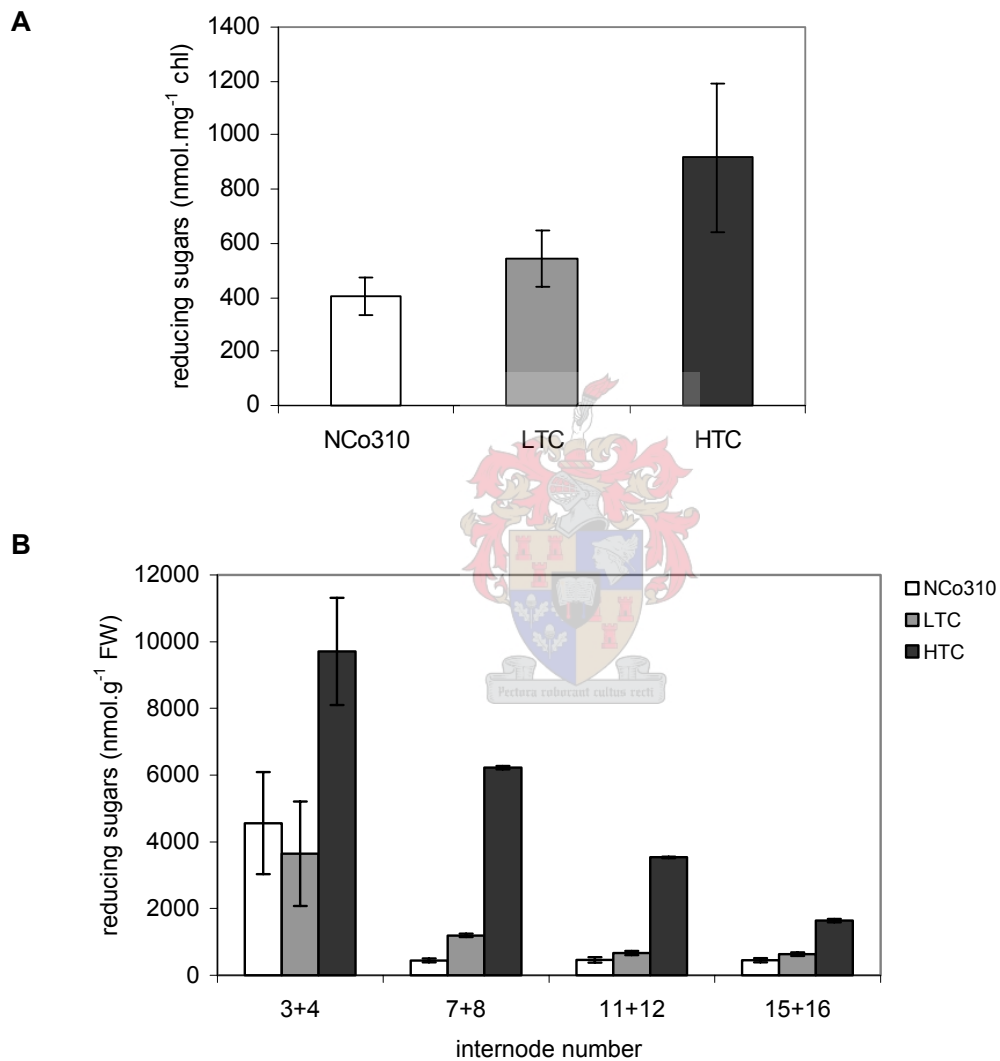 A
reducing sugars (nmol.mg⁻¹ chl)
1400
1200
1000
800
600
400
200
0
NCo310 LTC HTC
B
reducing sugars (nmol.g⁻¹ FW)
12000
10000
8000
6000
4000
2000
0
3+4 7+8 11+12 15+16
internode number
NCo310
LTC
HTC
Pectora roborant cultus recti